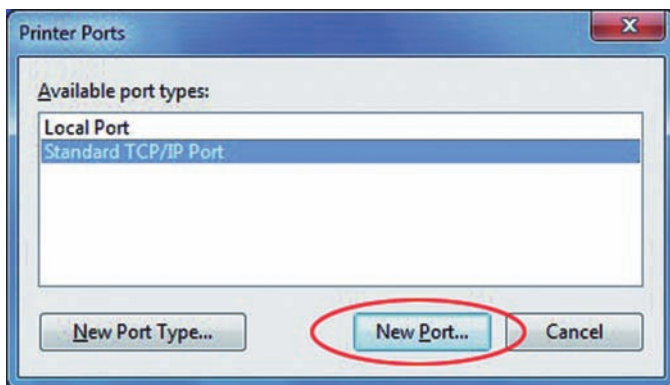 Printer Ports
X
Available port types:
Local Port
Standard TCP/IP Port
New Port Type...
New Port...
Cancel